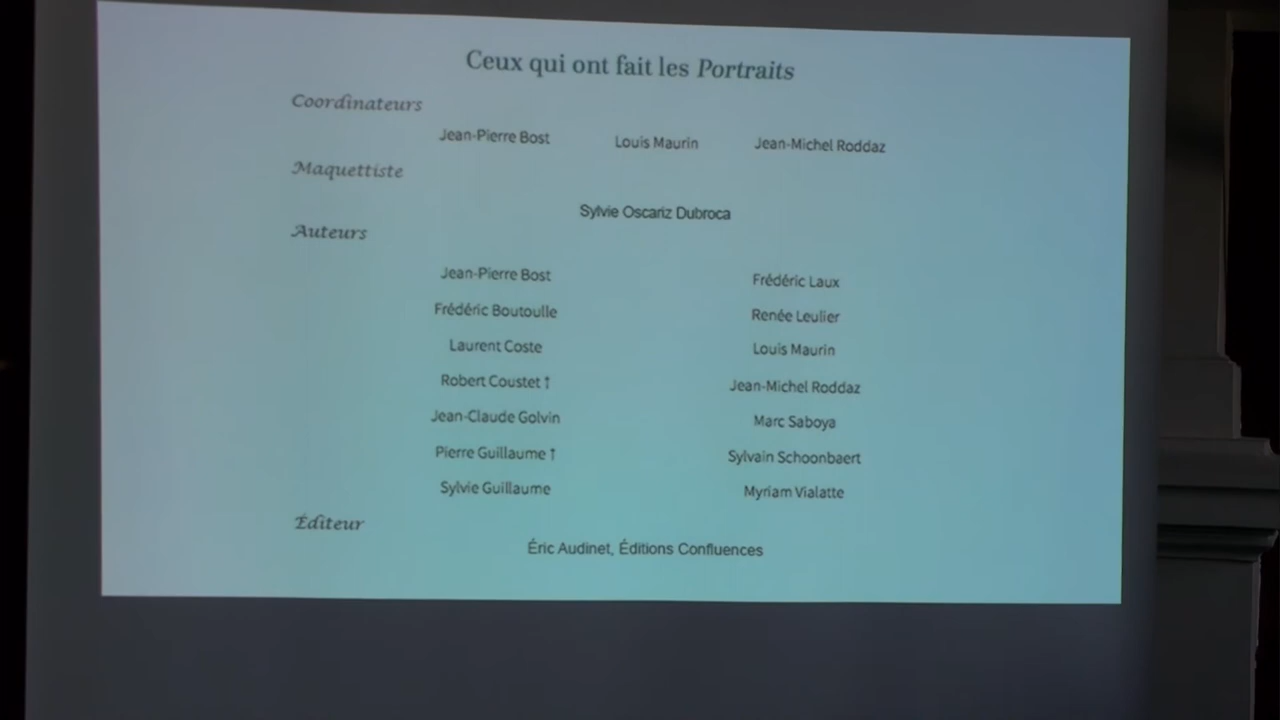 Ceux qui ont fait les Portraits
Coordinateurs
Jean-Pierre Bost Louis Maurin Jean-Michel Roddaz
Maquettiste
Sylvie Oscariz Dubroca
Auteurs
Jean-Pierre Bost Frédéric Laux
Frédéric Boutoulle Renée Leulier
Laurent Coste Louis Maurin
Robert Coustet † Jean-Michel Roddaz
Jean-Claude Golvin Marc Saboya
Pierre Guillaume † Sylvain Schoonbaert
Sylvie Guillaume Myriam Vialatte
Éditeur
Éric Audinet, Éditions Confluences